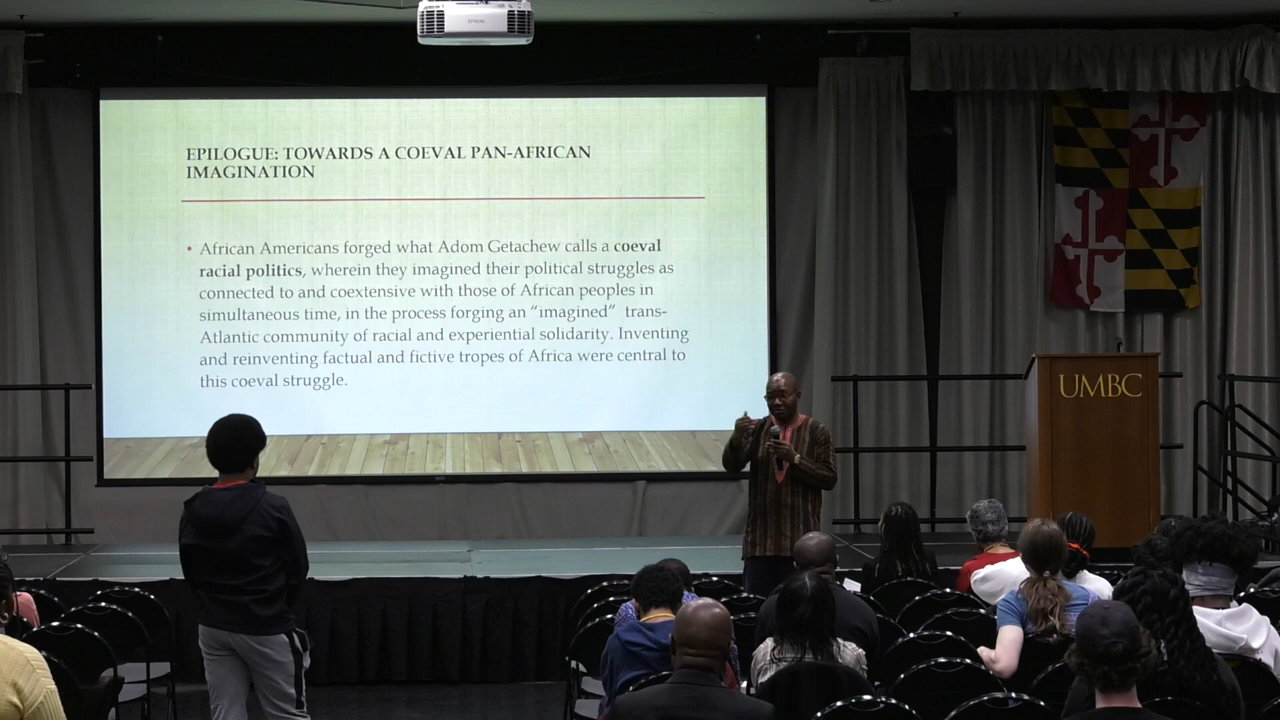 EPSON
EPILOGUE: TOWARDS A COEVAL PAN-AFRICAN
IMAGINATION
• African Americans forged what Adom Getachew calls a coeval
racial politics, wherein they imagined their political struggles as
connected to and coextensive with those of African peoples in
simultaneous time, in the process forging an “imagined” trans-
Atlantic community of racial and experiential solidarity. Inventing
and reinventing factual and fictive tropes of Africa were central to
this coeval struggle.
UMBC